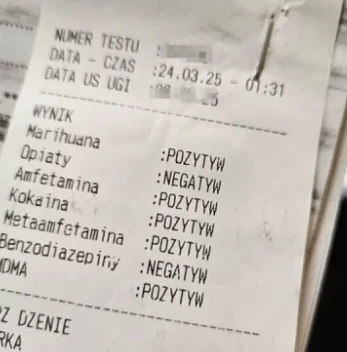 NUMER TESTU :
DATA - CZAS :24.03.25 - 01:31
DATA US UGI :
WYNIK
Marihuana :POZYTYW
Opiaty :NEGATYW
Amfetamina :POZYTYW
Kokaina :POZYTYW
Metaamfetamina :POZYTYW
Benzodiazepiny :NEGATYW
MDMA :POZYTYW
DZENIE